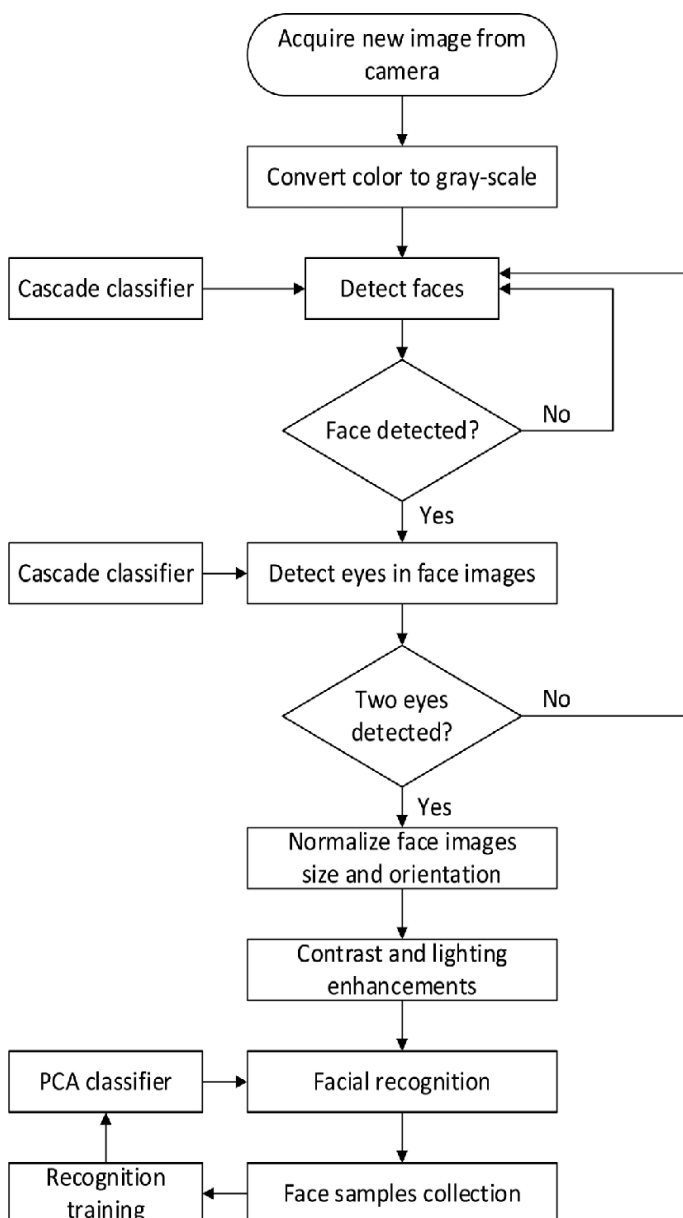 Acquire new image from
camera
Convert color to gray-scale
Cascade classifier
Detect faces
Face detected?
No
Yes
Cascade classifier
Detect eyes in face images
Two eyes
detected?
No
Yes
Normalize face images
size and orientation
Contrast and lighting
enhancements
PCA classifier
Facial recognition
Recognition
training
Face samples collection